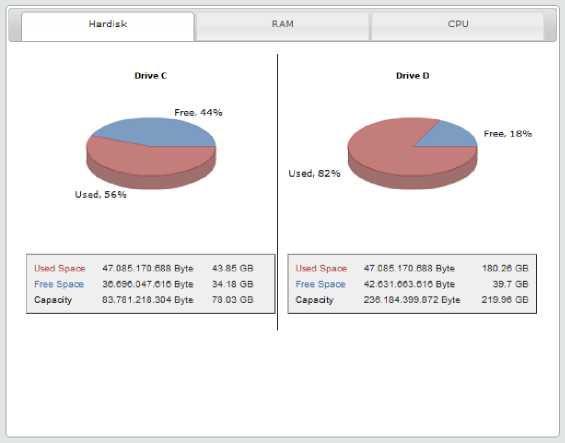 Hardisk RAM CPU
Drive C
Free, 44%
Used, 56%
Used Space 47.085.170.688 Byte 43.85 GB
Free Space 36.696.047.616 Byte 34.18 GB
Capacity 83.781.218.304 Byte 78.03 GB
Drive D
Free, 18%
Used, 82%
Used Space 47.085.170.688 Byte 180.26 GB
Free Space 42.631.663.616 Byte 39.7 GB
Capacity 236.184.399.872 Byte 219.96 GB